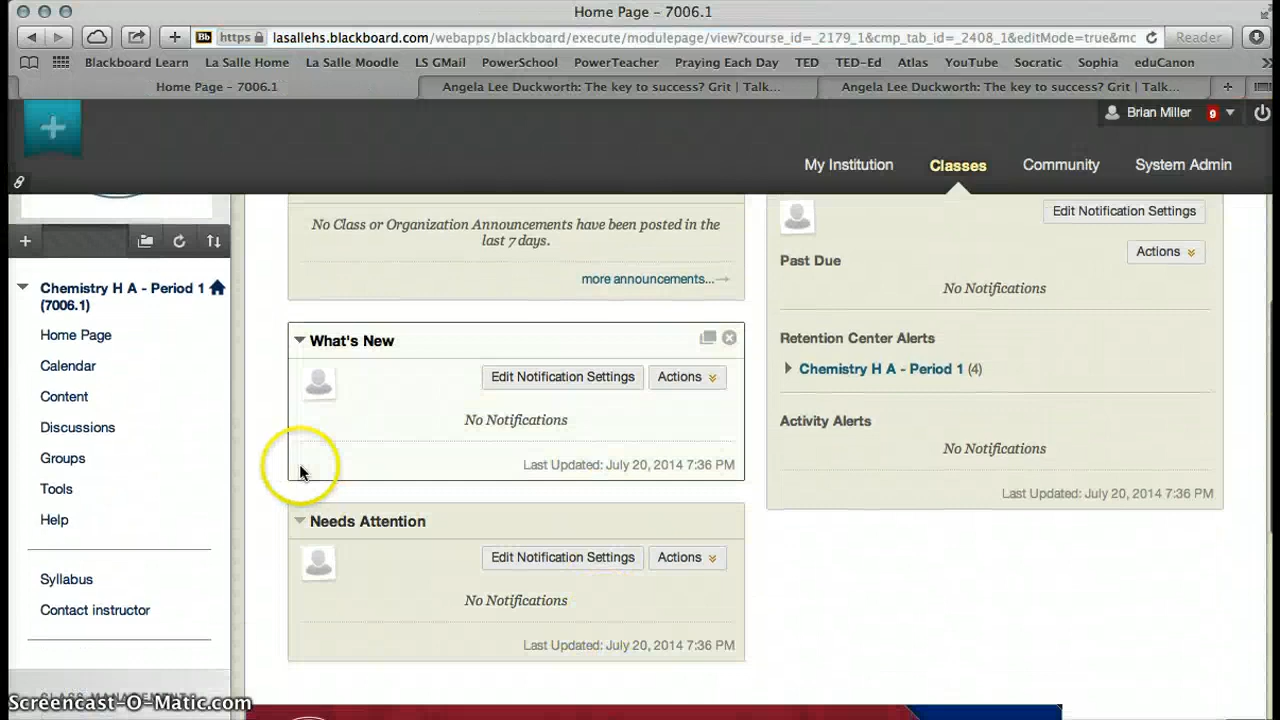 Home Page – 7006.1
Bb https lasallehs.blackboard.com/webapps/blackboard/execute/modulepage/view?course_id=_2179_1&cmp_tab_id=_2408_1&editMode=true&mc Reader
Blackboard Learn La Salle Home La Salle Moodle LS GMail PowerSchool PowerTeacher Praying Each Day TED TED-Ed Atlas YouTube Socratic Sophia eduCanon
Home Page – 7006.1 Angela Lee Duckworth: The key to success? Grit | Talk... Angela Lee Duckworth: The key to success? Grit | Talk...
Brian Miller 9
My Institution Classes Community System Admin
No Class or Organization Announcements have been posted in the
last 7 days.
more announcements...
Edit Notification Settings
Actions
Past Due
No Notifications
Retention Center Alerts
Chemistry H A - Period 1 (4)
Activity Alerts
No Notifications
Last Updated: July 20, 2014 7:36 PM
Chemistry H A - Period 1
(7006.1)
Home Page
Calendar
Content
Discussions
Groups
Tools
Help
Syllabus
Contact instructor
What's New
Edit Notification Settings Actions
No Notifications
Last Updated: July 20, 2014 7:36 PM
Needs Attention
Edit Notification Settings Actions
No Notifications
Last Updated: July 20, 2014 7:36 PM
Screencast-O-Matic.com